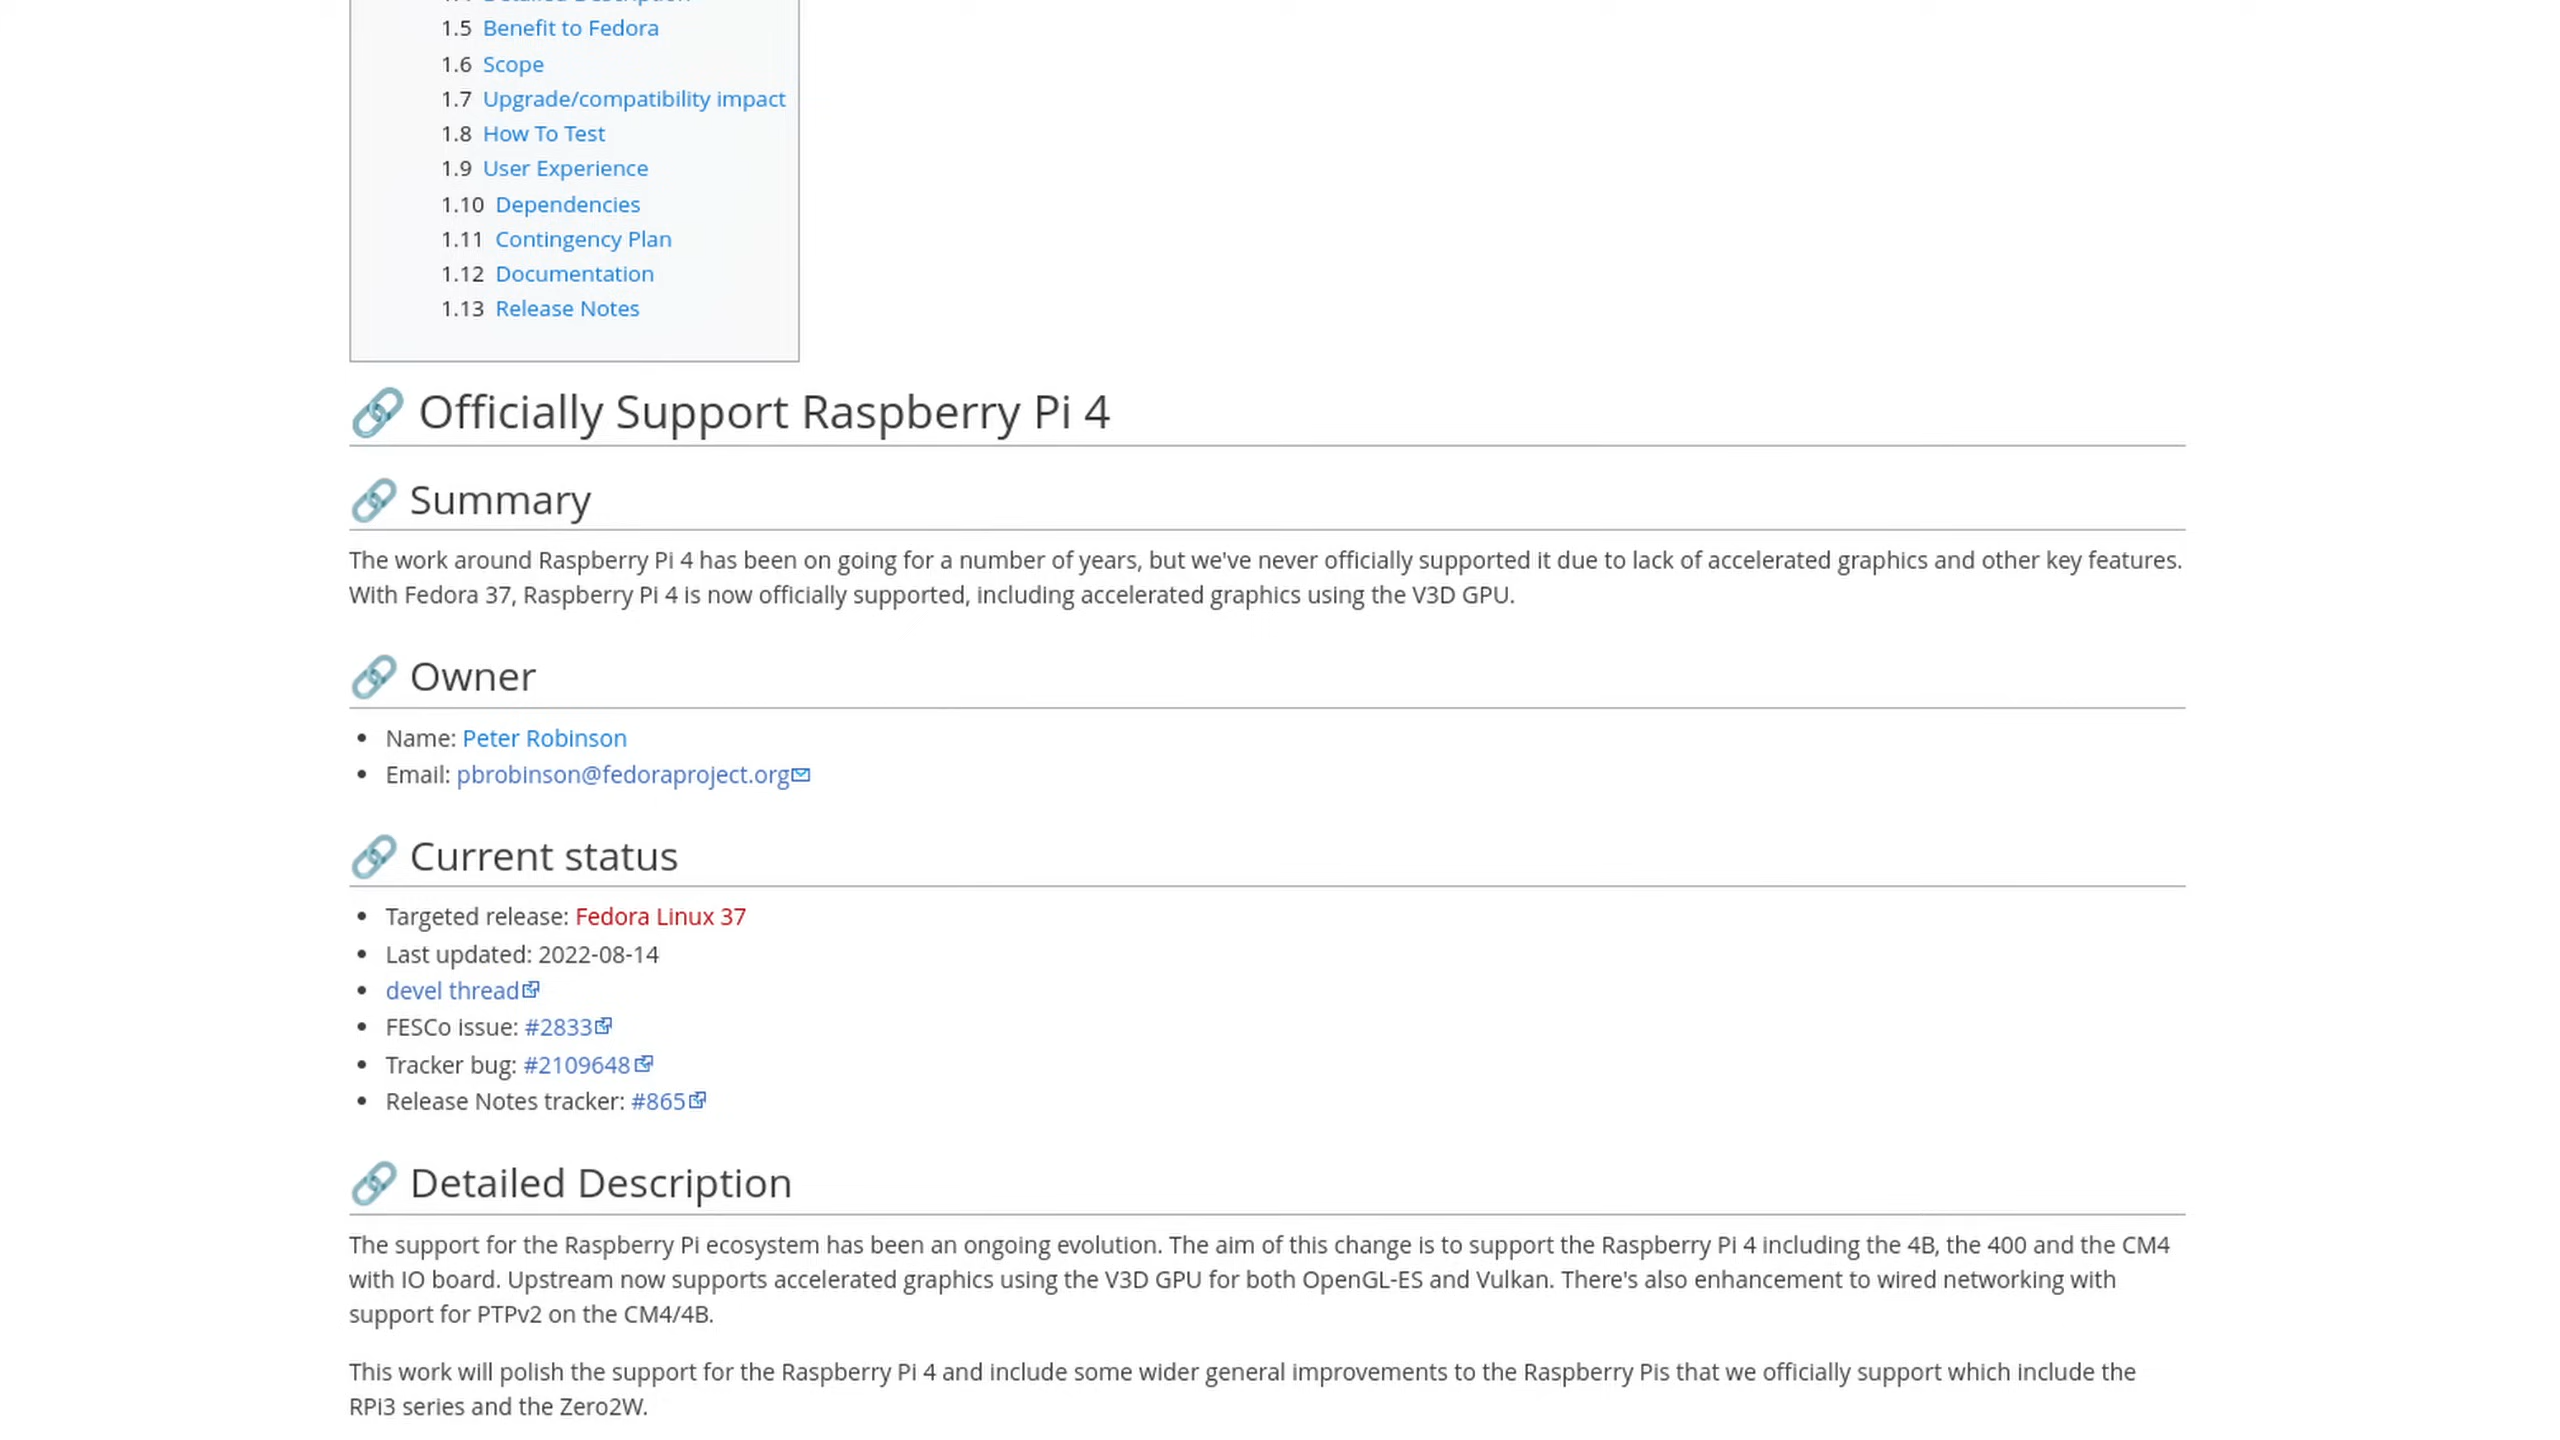 1.4 Detailed Description
1.5 Benefit to Fedora
1.6 Scope
1.7 Upgrade/compatibility impact
1.8 How To Test
1.9 User Experience
1.10 Dependencies
1.11 Contingency Plan
1.12 Documentation
1.13 Release Notes
Officially Support Raspberry Pi 4
Summary
The work around Raspberry Pi 4 has been on going for a number of years, but we've never officially supported it due to lack of accelerated graphics and other key features.
With Fedora 37, Raspberry Pi 4 is now officially supported, including accelerated graphics using the V3D GPU.
Owner
• Name: Peter Robinson
• Email: pbrobinson@fedoraproject.org
Current status
• Targeted release: Fedora Linux 37
• Last updated: 2022-08-14
• devel thread
• FESCo issue: #2833
• Tracker bug: #2109648
• Release Notes tracker: #865
Detailed Description
The support for the Raspberry Pi ecosystem has been an ongoing evolution. The aim of this change is to support the Raspberry Pi 4 including the 4B, the 400 and the CM4
with IO board. Upstream now supports accelerated graphics using the V3D GPU for both OpenGL-ES and Vulkan. There's also enhancement to wired networking with
support for PTPv2 on the CM4/4B.
This work will polish the support for the Raspberry Pi 4 and include some wider general improvements to the Raspberry Pis that we officially support which include the
RPi3 series and the Zero2W.